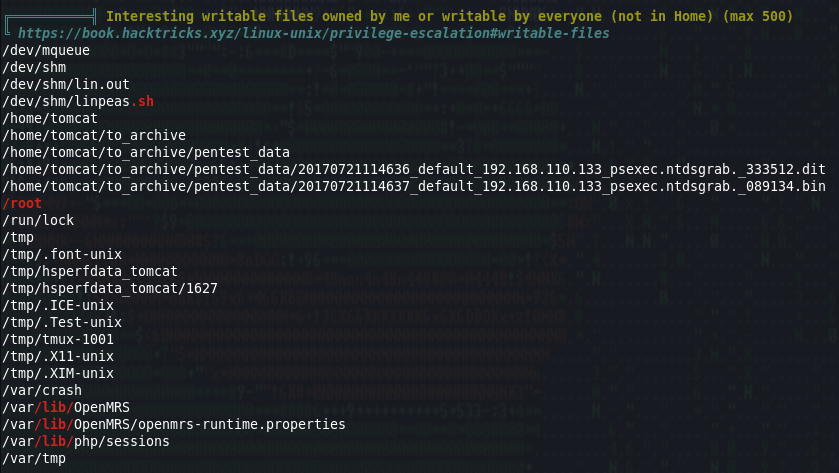 ╔══════════╣ Interesting writable files owned by me or writable by everyone (not in Home) (max 500)
╚ https://book.hacktricks.xyz/linux-unix/privilege-escalation#writable-files
/dev/mqueue
/dev/shm
/dev/shm/lin.out
/dev/shm/linpeas.sh
/home/tomcat
/home/tomcat/to_archive
/home/tomcat/to_archive/pentest_data
/home/tomcat/to_archive/pentest_data/20170721114636_default_192.168.110.133_psexec.ntdsgrab._333512.dit
/home/tomcat/to_archive/pentest_data/20170721114637_default_192.168.110.133_psexec.ntdsgrab._089134.bin
/root
/run/lock
/tmp
/tmp/.font-unix
/tmp/hsperfdata_tomcat
/tmp/hsperfdata_tomcat/1627
/tmp/.ICE-unix
/tmp/.Test-unix
/tmp/tmux-1001
/tmp/.X11-unix
/tmp/.XIM-unix
/var/crash
/var/lib/OpenMRS
/var/lib/OpenMRS/openmrs-runtime.properties
/var/lib/php/sessions
/var/tmp